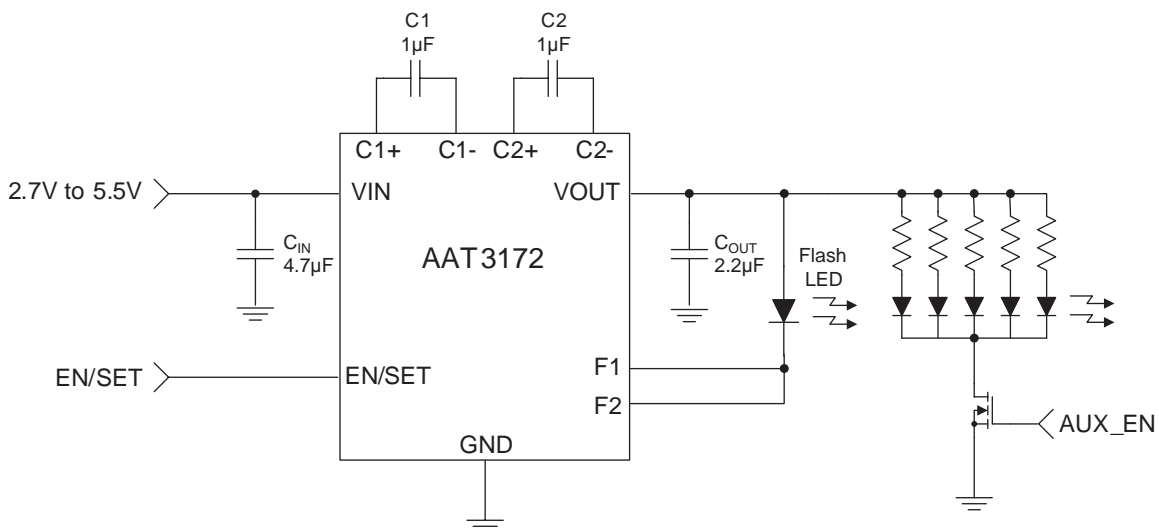 C1
1µF
C2
1µF
C1+ C1- C2+ C2-
2.7V to 5.5V
VIN
VOUT
CIN
4.7µF
AAT3172
COUT
2.2µF
Flash
LED
EN/SET
EN/SET
F1
F2
AUX_EN
GND